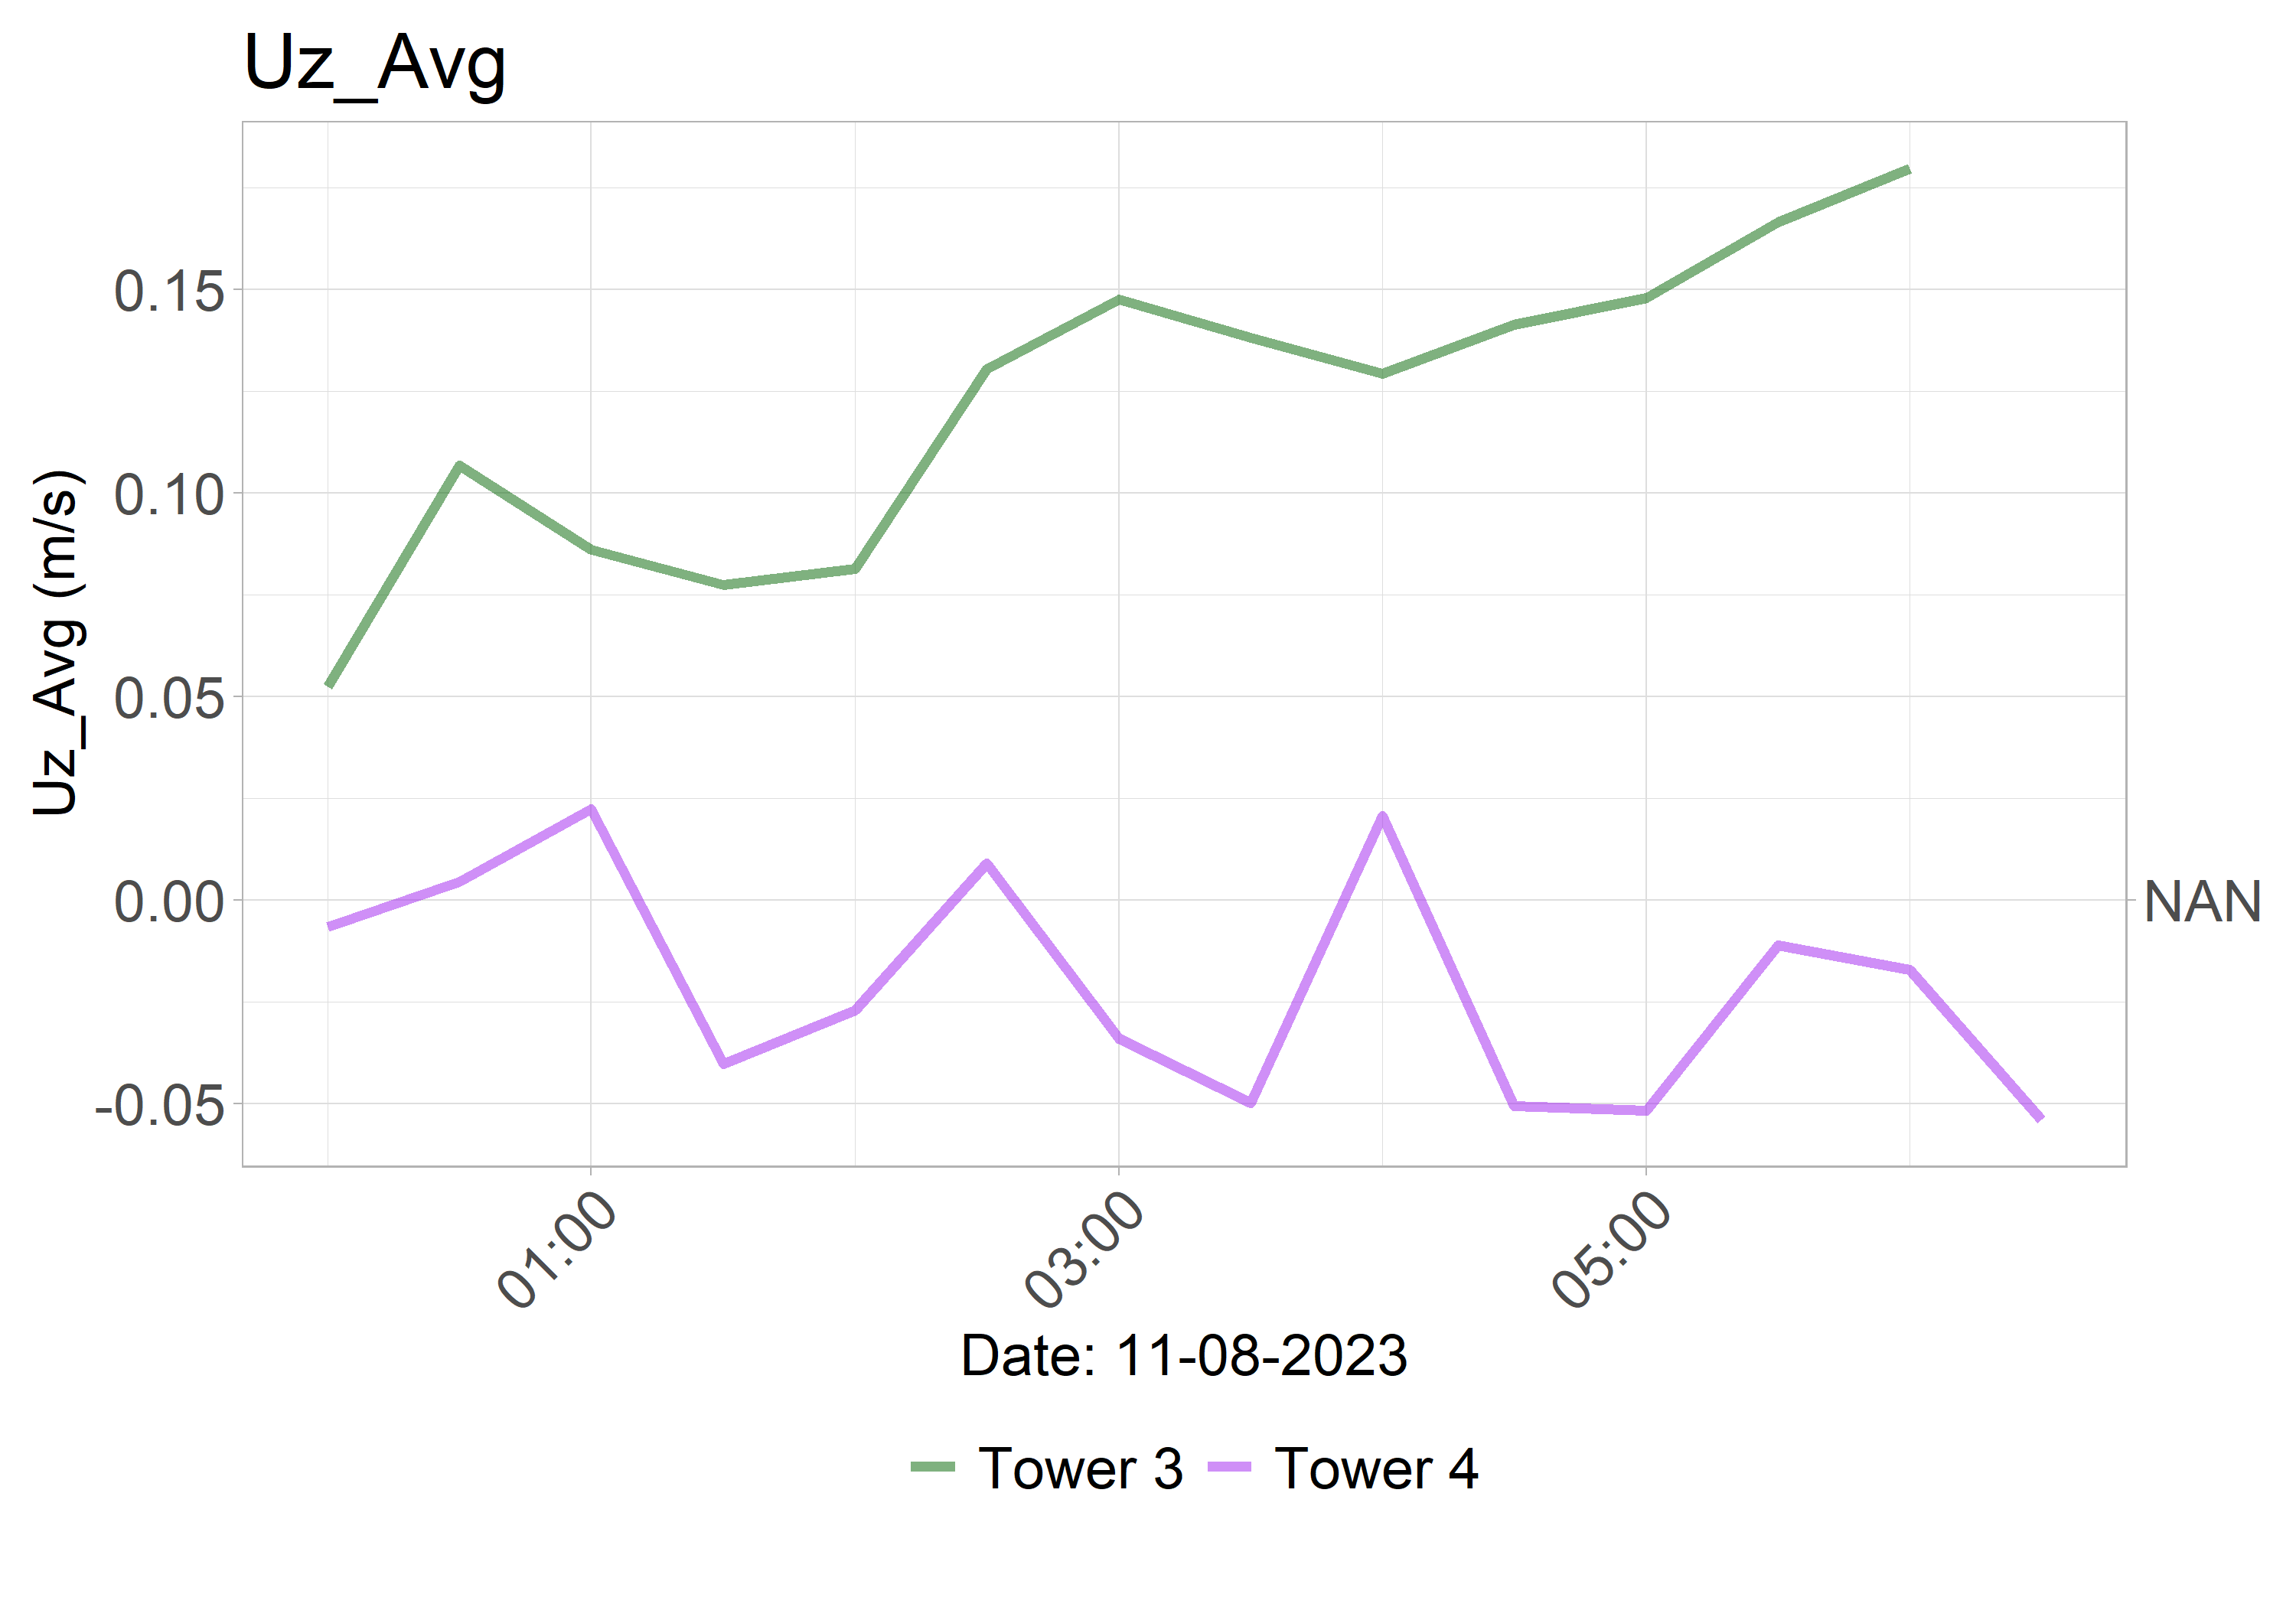 Uz_Avg
Uz_Avg (m/s)
0.15
0.10
0.05
0.00
-0.05
NAN
01:00
03:00
05:00
Date: 11-08-2023
Tower 3
Tower 4